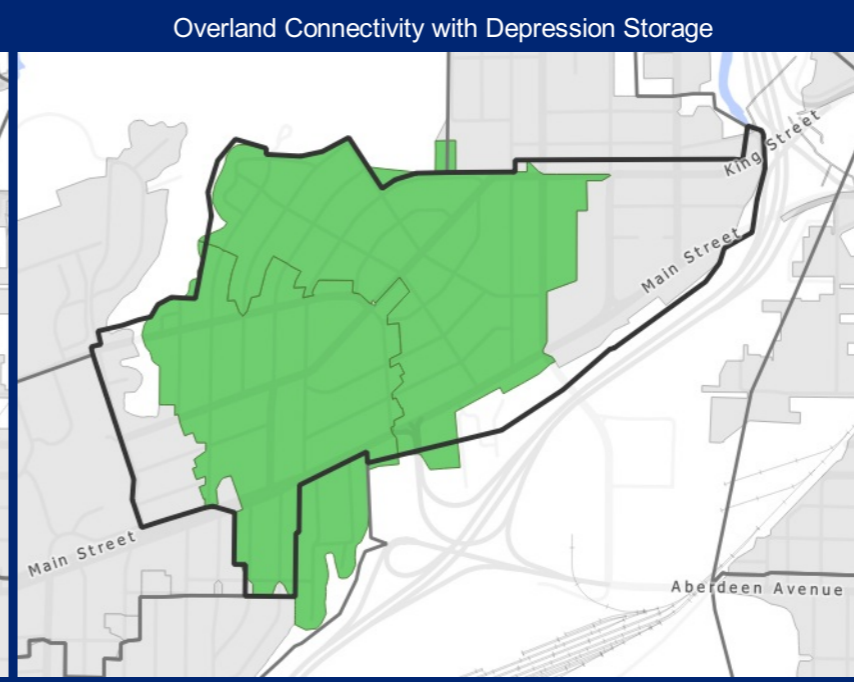 Overland Connectivity with Depression Storage
King Street
Main Street
Main Street
Aberdeen Avenue